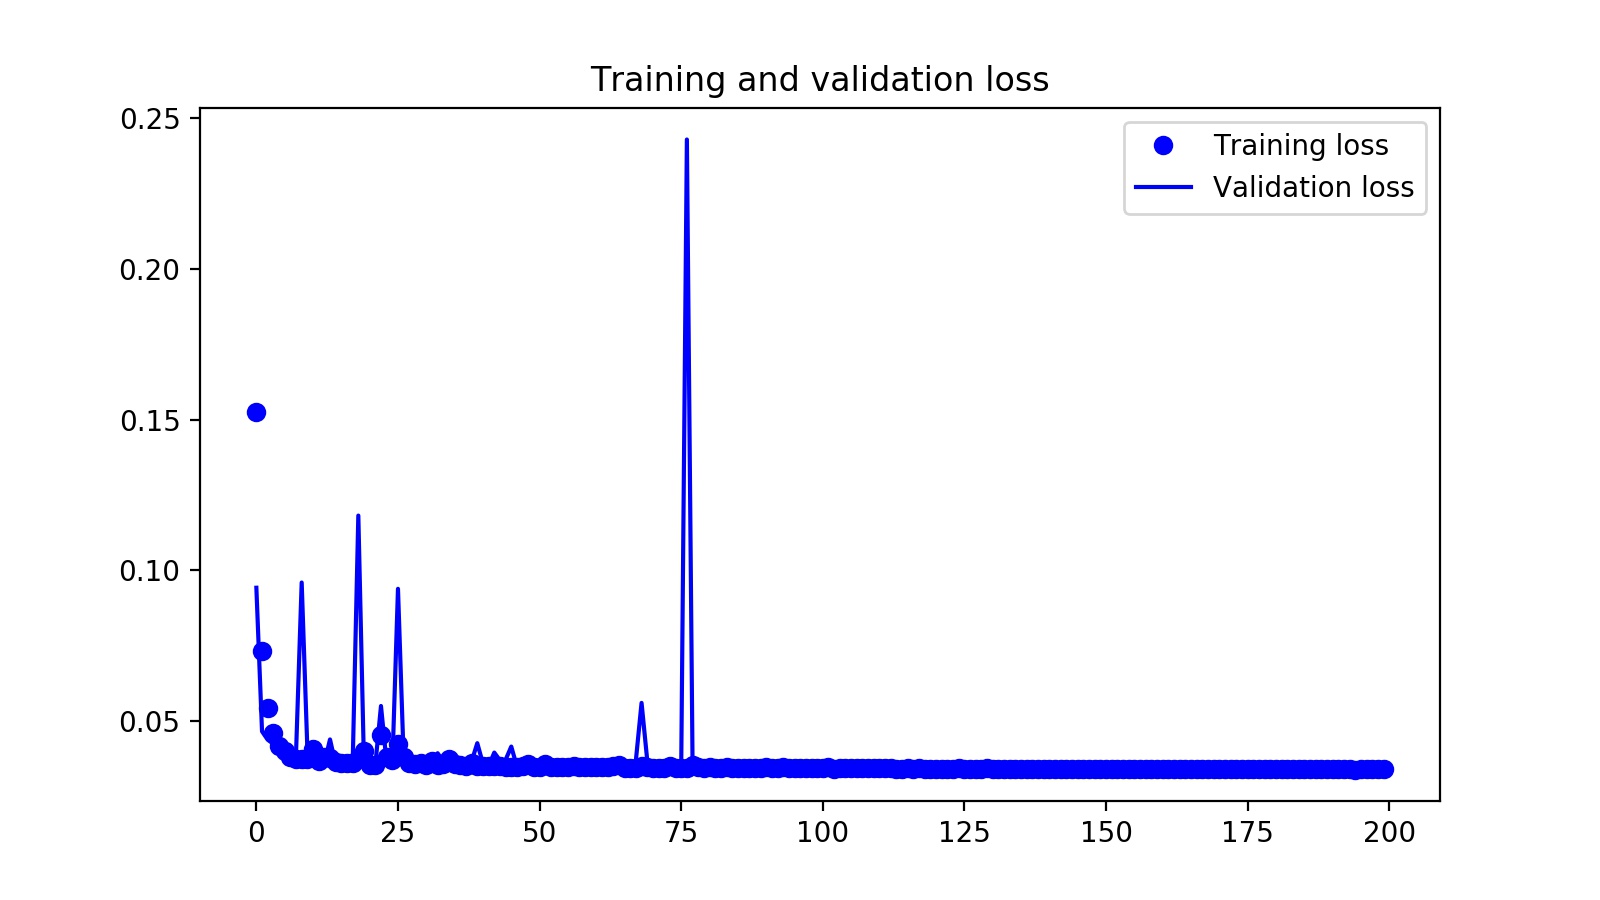 Training and validation loss
Training loss
Validation loss
0.25
0.20
0.15
0.10
0.05
0 25 50 75 100 125 150 175 200